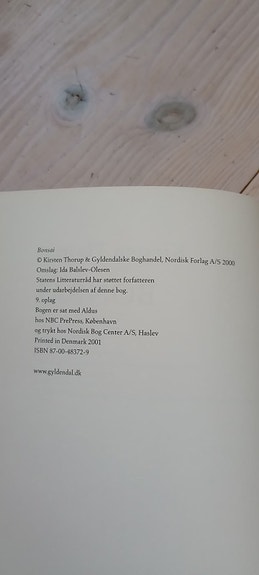 Bonsai
© Kirsten Thorup & Gyldendalske Boghandel, Nordisk Forlag A/S 2000
Omslag: Ida Balslev-Olesen
Statens Litteraturråd har støttet forfatteren
under udarbejdelsen af denne bog.
9. oplag
Bogen er sat med Aldus
hos NBC PrePress, København
og trykt hos Nordisk Bog Center A/S, Haslev
Printed in Denmark 2001
ISBN 87-00-48372-9
www.gyldendal.dk